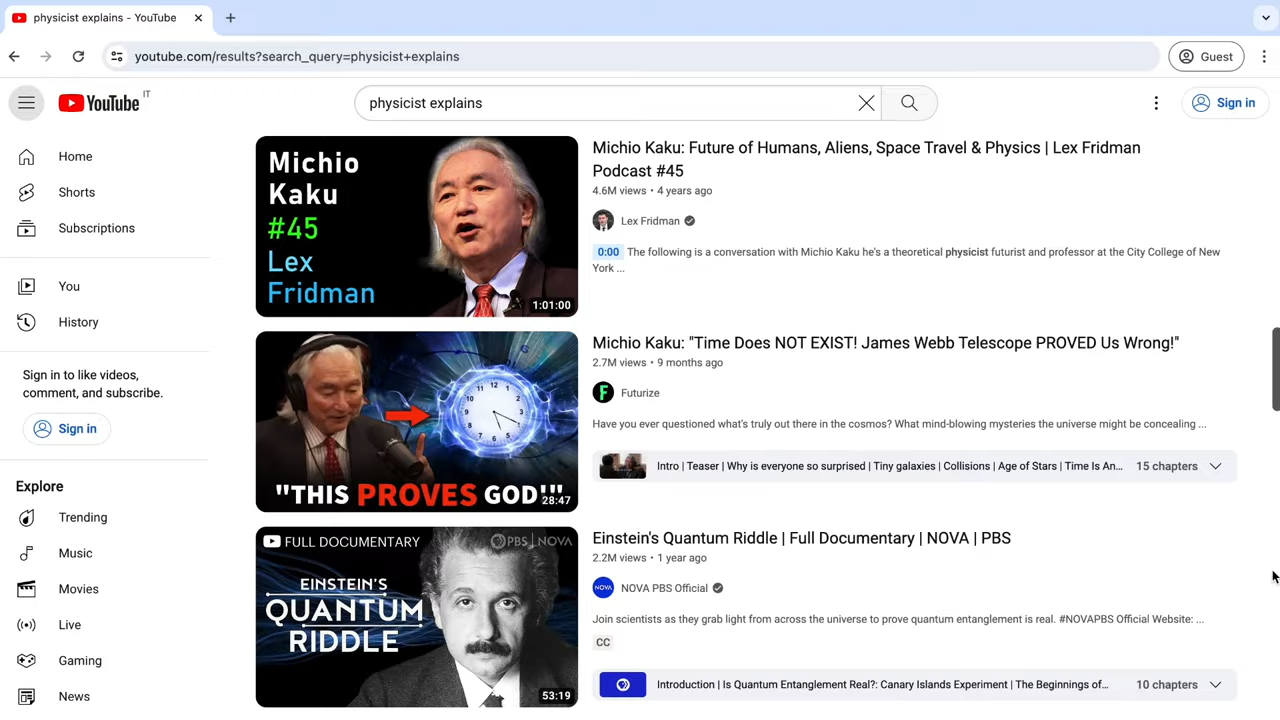 physicist explains - YouTube
youtube.com/results?search_query=physicist+explains
Guest
YouTube
IT
physicist explains
Sign in
Home
Shorts
Subscriptions
You
History
Sign in to like videos,
comment, and subscribe.
Sign in
Explore
Trending
Music
Movies
Live
Gaming
News
Michio
Kaku
#45
Lex
Fridman
1:01:00
Michio Kaku: Future of Humans, Aliens, Space Travel & Physics | Lex Fridman
Podcast #45
4.6M views • 4 years ago
Lex Fridman
0:00 The following is a conversation with Michio Kaku he's a theoretical physicist futurist and professor at the City College of New
York ...
"THIS PROVES GOD!"
28:47
Michio Kaku: "Time Does NOT EXIST! James Webb Telescope PROVED Us Wrong!"
2.7M views • 9 months ago
F
Futurize
Have you ever questioned what's truly out there in the cosmos? What mind-blowing mysteries the universe might be concealing ...
Intro | Teaser | Why is everyone so surprised | Tiny galaxies | Collisions | Age of Stars | Time Is An... 15 chapters
FULL DOCUMENTARY
PBS NOVA
EINSTEIN'S
QUANTUM
RIDDLE
53:19
Einstein's Quantum Riddle | Full Documentary | NOVA | PBS
2.2M views • 1 year ago
NOVA
NOVA PBS Official
Join scientists as they grab light from across the universe to prove quantum entanglement is real. #NOVAPBS Official Website: ...
CC
Introduction | Is Quantum Entanglement Real?: Canary Islands Experiment | The Beginnings of... 10 chapters